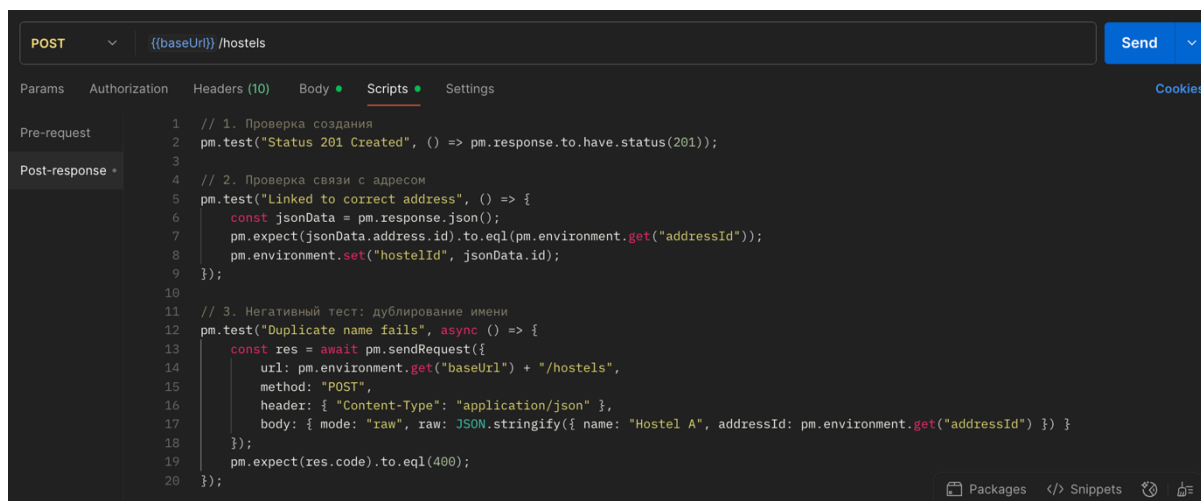 POST {{baseUrl}} /hostels Send
Params Authorization Headers (10) Body Scripts Settings Cookies
Pre-request
Post-response
1 // 1. Проверка создания
2 pm.test("Status 201 Created", () => pm.response.to.have.status(201));
3
4 // 2. Проверка связи с адресом
5 pm.test("Linked to correct address", () => {
6 const jsonData = pm.response.json();
7 pm.expect(jsonData.address.id).to.eql(pm.environment.get("addressId"));
8 pm.environment.set("hostelId", jsonData.id);
9 });
10
11 // 3. Негативный тест: дублирование имени
12 pm.test("Duplicate name fails", async () => {
13 const res = await pm.sendRequest({
14 url: pm.environment.get("baseUrl") + "/hostels",
15 method: "POST",
16 header: { "Content-Type": "application/json" },
17 body: { mode: "raw", raw: JSON.stringify({ name: "Hostel A", addressId: pm.environment.get("addressId") }) }
18 });
19 pm.expect(res.code).to.eql(400);
20 });
Packages </> Snippets